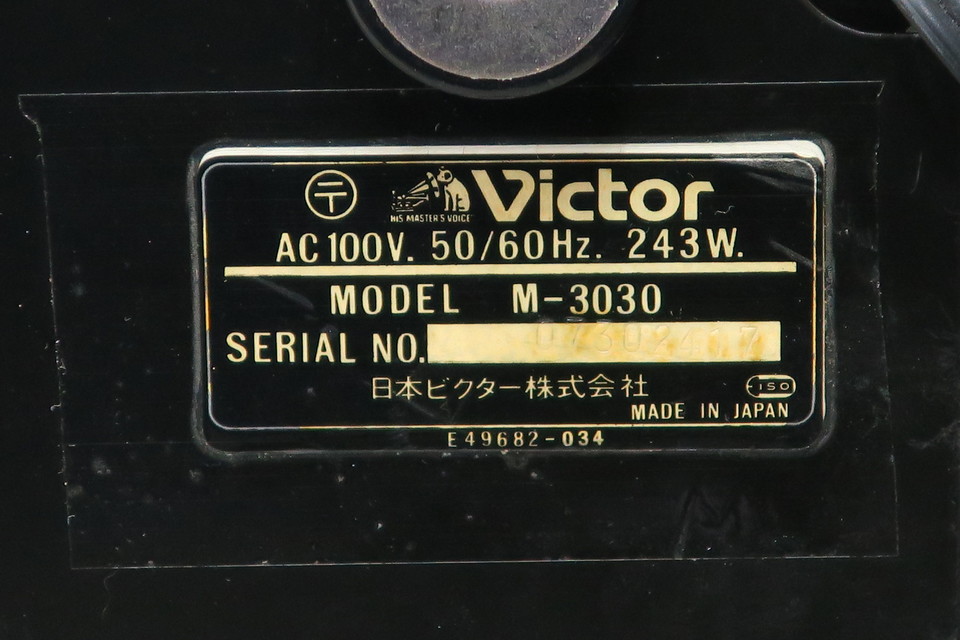 〒 HIS MASTER'S VOICE Victor
AC 100V. 50/60Hz. 243W.
MODEL M-3030
SERIAL NO.
日本ビクター株式会社
ISO
MADE IN JAPAN
E49682-034